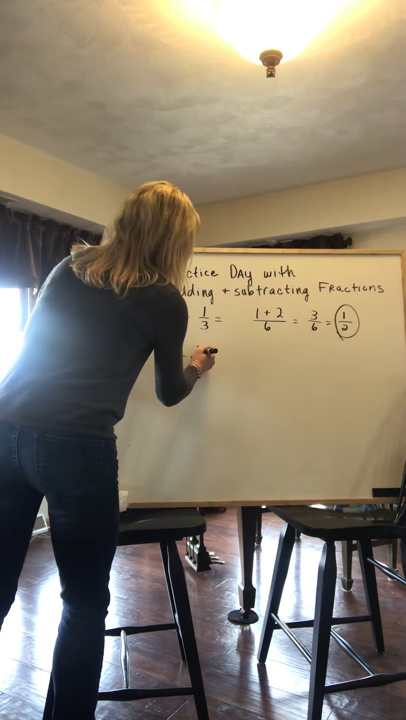 ctice Day with
dding + subtracting Fractions
1/3 = (1 + 2)/6 = 3/6 = 1/2